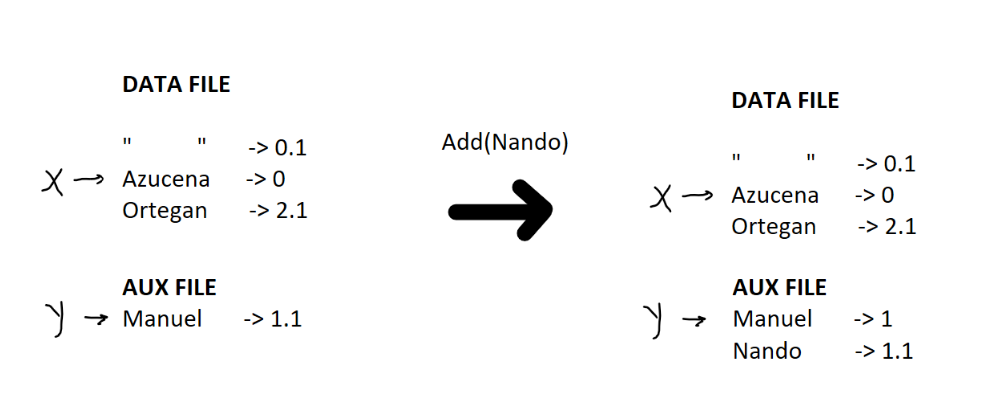 DATA FILE
" " -> 0.1
X → Azucena -> 0
Ortegan -> 2.1
AUX FILE
y → Manuel -> 1.1
Add(Nando)
DATA FILE
" " -> 0.1
X → Azucena -> 0
Ortegan -> 2.1
AUX FILE
y → Manuel -> 1
Nando -> 1.1